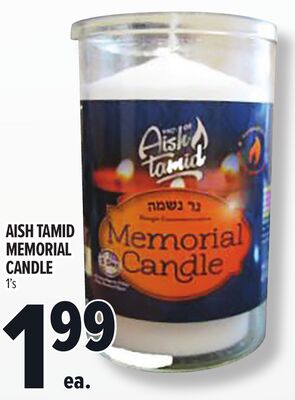 Aish
tamid
נר נשמה
Memorial
Candle
AISH TAMID
MEMORIAL
CANDLE
1's
1.99
ea.